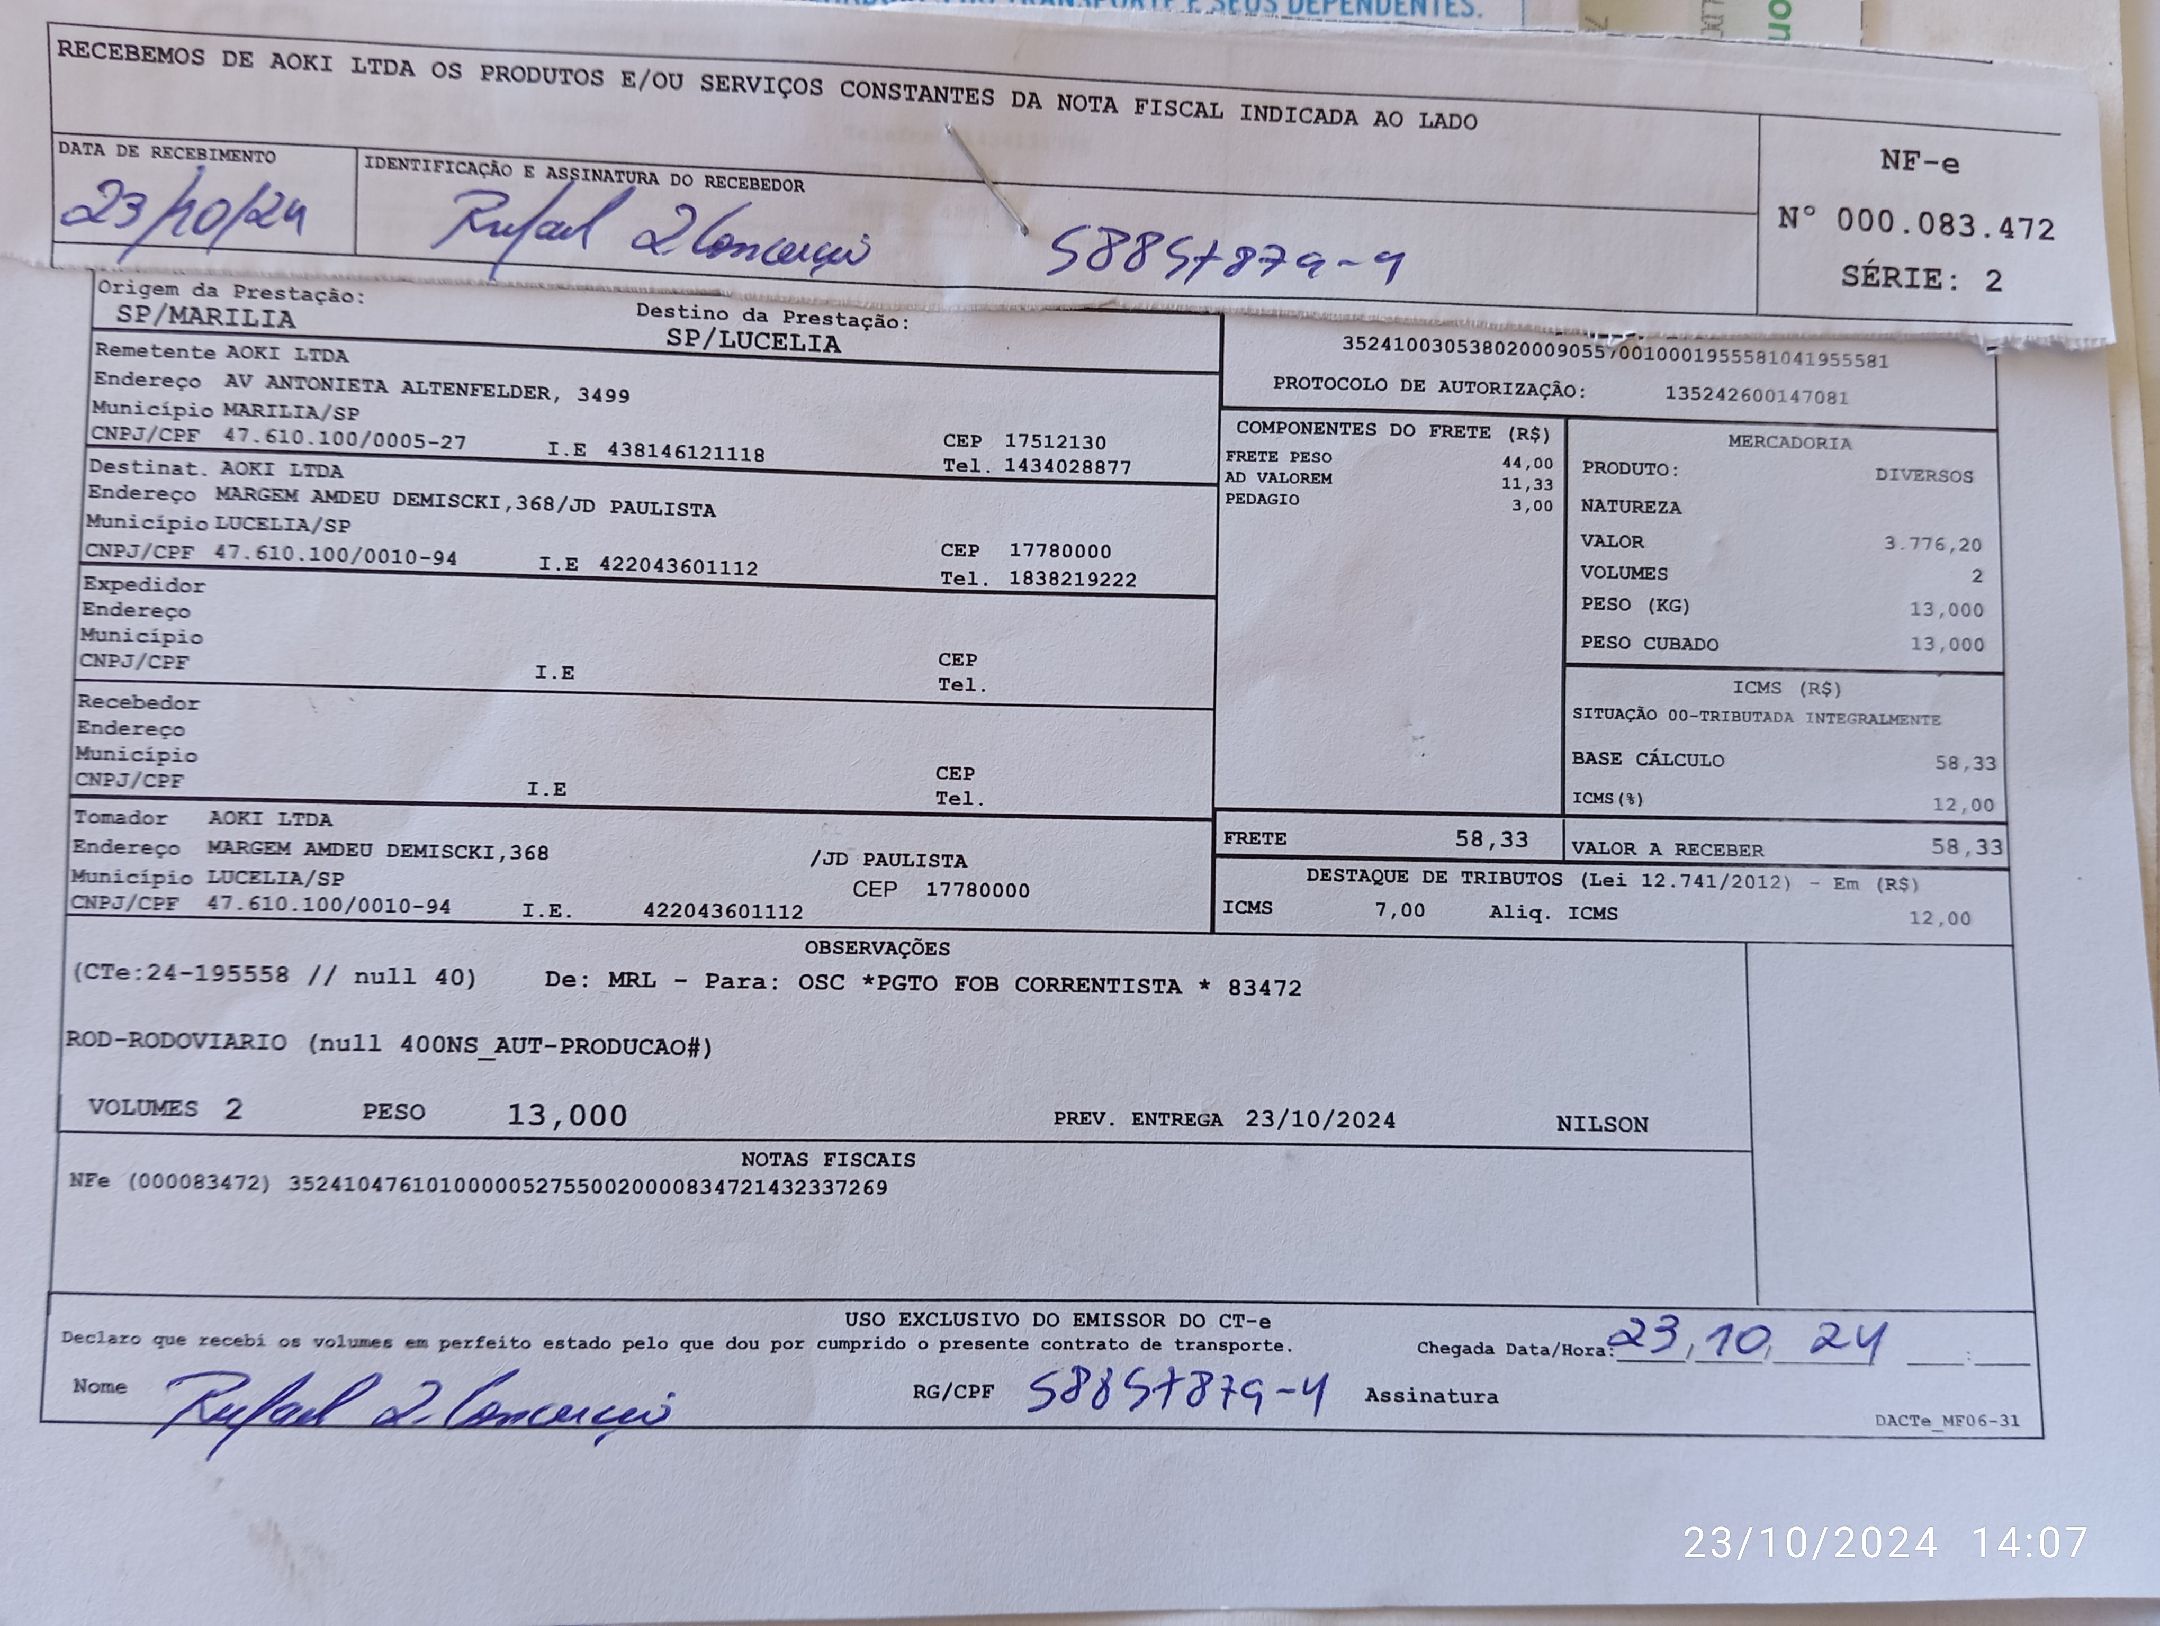 E SEUS DEPENDENTES.
RECEBEMOS DE AOKI LTDA OS PRODUTOS E/OU SERVIÇOS CONSTANTES DA NOTA FISCAL INDICADA AO LADO
DATA DE RECEBIMENTO
23/10/24
IDENTIFICAÇÃO E ASSINATURA DO RECEBEDOR
Rafael
NF-e
N° 000.083.472
SÉRIE: 2
Origem da Prestação:
SP/MARILIA
Destino da Prestação:
SP/LUCELIA
Remetente AOKI LTDA
Endereço AV ANTONIETA ALTENFELDER, 3499
Município MARILIA/SP
CNPJ/CPF 47.610.100/0005-27 I.E 438146121118 CEP 17512130
Tel. 1434028877
Destinat. AOKI LTDA
Endereço MARGEM AMDEU DEMISCKI,368/JD PAULISTA
Município LUCELIA/SP
CNPJ/CPF 47.610.100/0010-94 I.E 422043601112 CEP 17780000
Tel. 1838219222
Expedidor
Endereço
Município
CNPJ/CPF I.E CEP
Tel.
Recebedor
Endereço
Município
CNPJ/CPF I.E CEP
Tel.
Tomador AOKI LTDA
Endereço MARGEM AMDEU DEMISCKI,368 /JD PAULISTA
Município LUCELIA/SP CEP 17780000
CNPJ/CPF 47.610.100/0010-94 I.E. 422043601112
35241003053802000905570010001955581041955581
PROTOCOLO DE AUTORIZAÇÃO: 135242600147081
COMPONENTES DO FRETE (R$)
FRETE PESO 44,00
AD VALOREM 11,33
PEDAGIO 3,00
MERCADORIA
PRODUTO: DIVERSOS
NATUREZA
VALOR 3.776,20
VOLUMES 2
PESO (KG) 13,000
PESO CUBADO 13,000
ICMS (R$)
SITUAÇÃO 00-TRIBUTADA INTEGRALMENTE
BASE CÁLCULO 58,33
ICMS(%) 12,00
FRETE 58,33
VALOR A RECEBER 58,33
DESTAQUE DE TRIBUTOS (Lei 12.741/2012) - Em (R$)
ICMS 7,00 Aliq. ICMS 12,00
OBSERVAÇÕES
(CTe:24-195558 // null 40) De: MRL - Para: OSC *PGTO FOB CORRENTISTA * 83472
ROD-RODOVIARIO (null 400NS_AUT-PRODUCAO#)
VOLUMES 2 PESO 13,000 PREV. ENTREGA 23/10/2024 NILSON
NOTAS FISCAIS
NFe (000083472) 35241047610100000527550020000834721432337269
USO EXCLUSIVO DO EMISSOR DO CT-e
Declaro que recebi os volumes em perfeito estado pelo que dou por cumprido o presente contrato de transporte.
Chegada Data/Hora: 23,10,24 :
Nome Rafael RG/CPF Assinatura
DACTe_MF06-31
23/10/2024 14:07